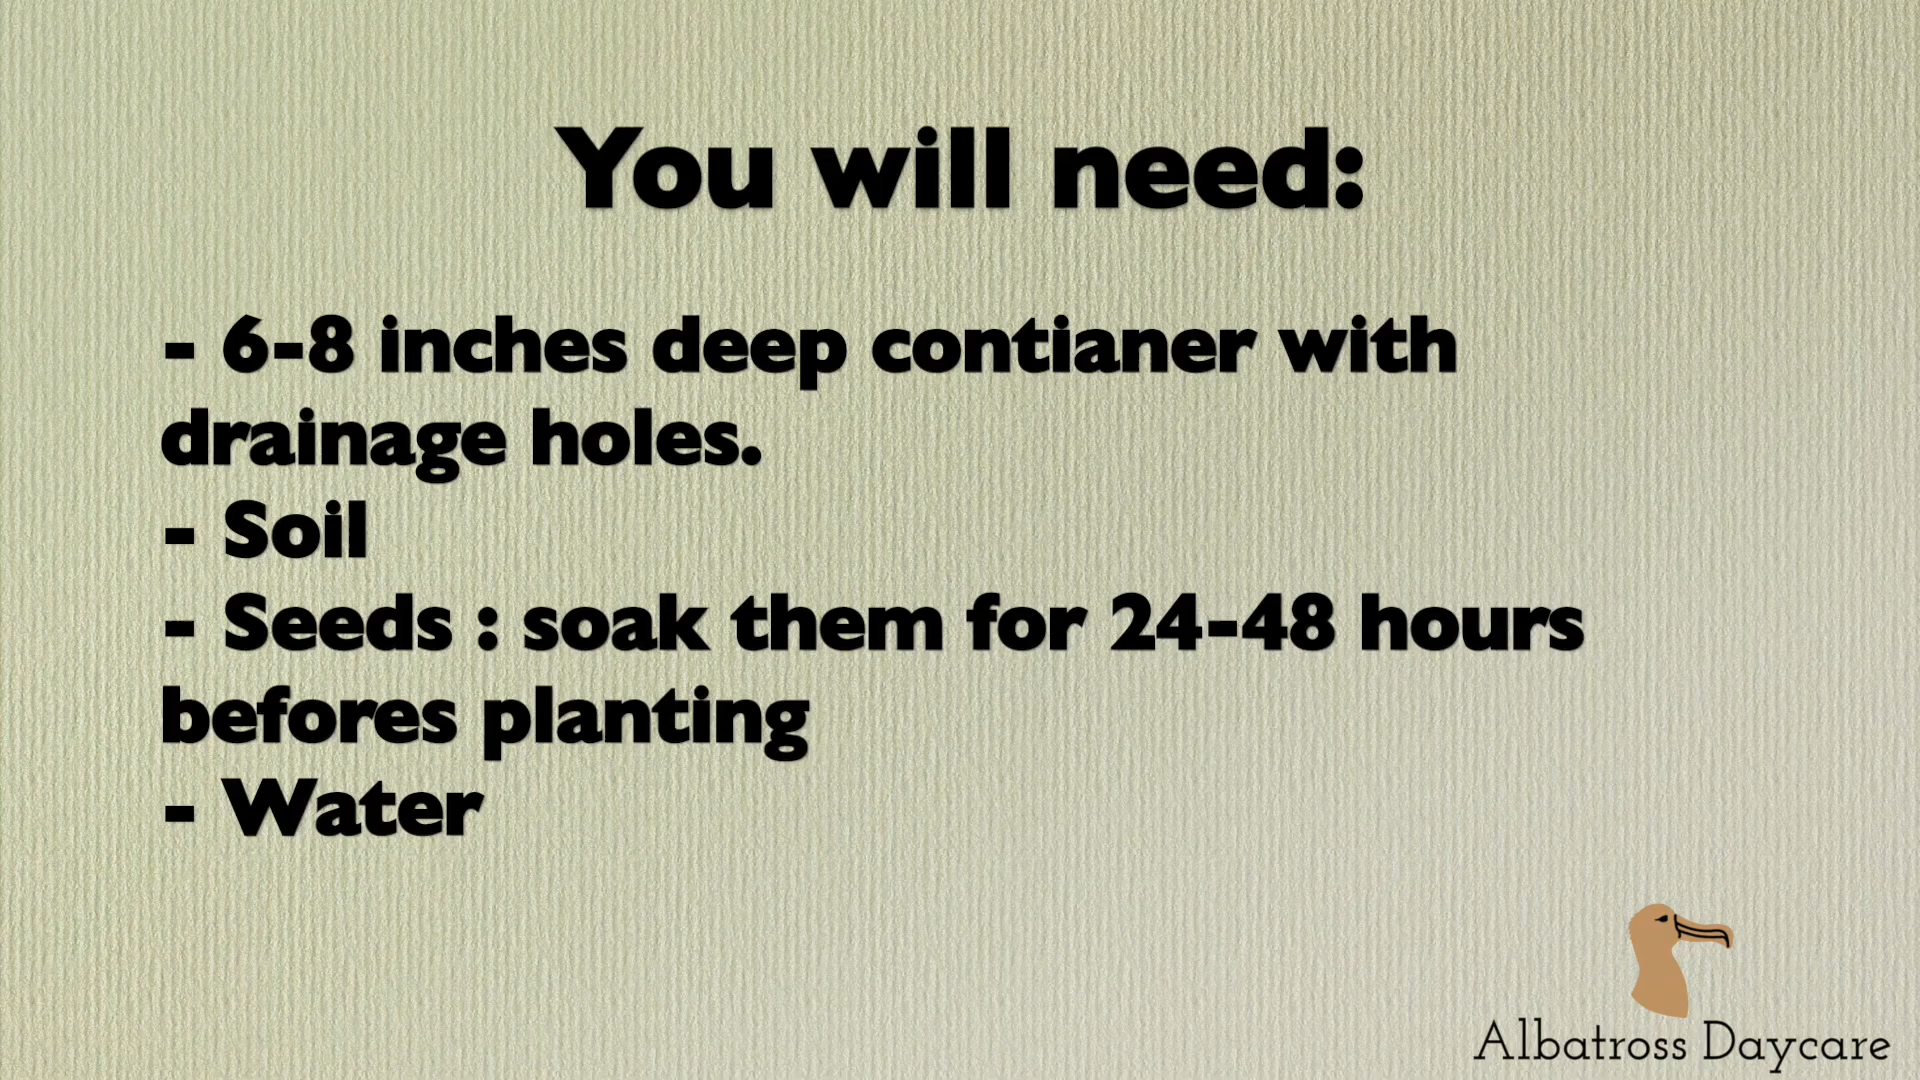 You will need:
- 6-8 inches deep contianer with
drainage holes.
- Soil
- Seeds : soak them for 24-48 hours
befores planting
- Water
Albatross Daycare